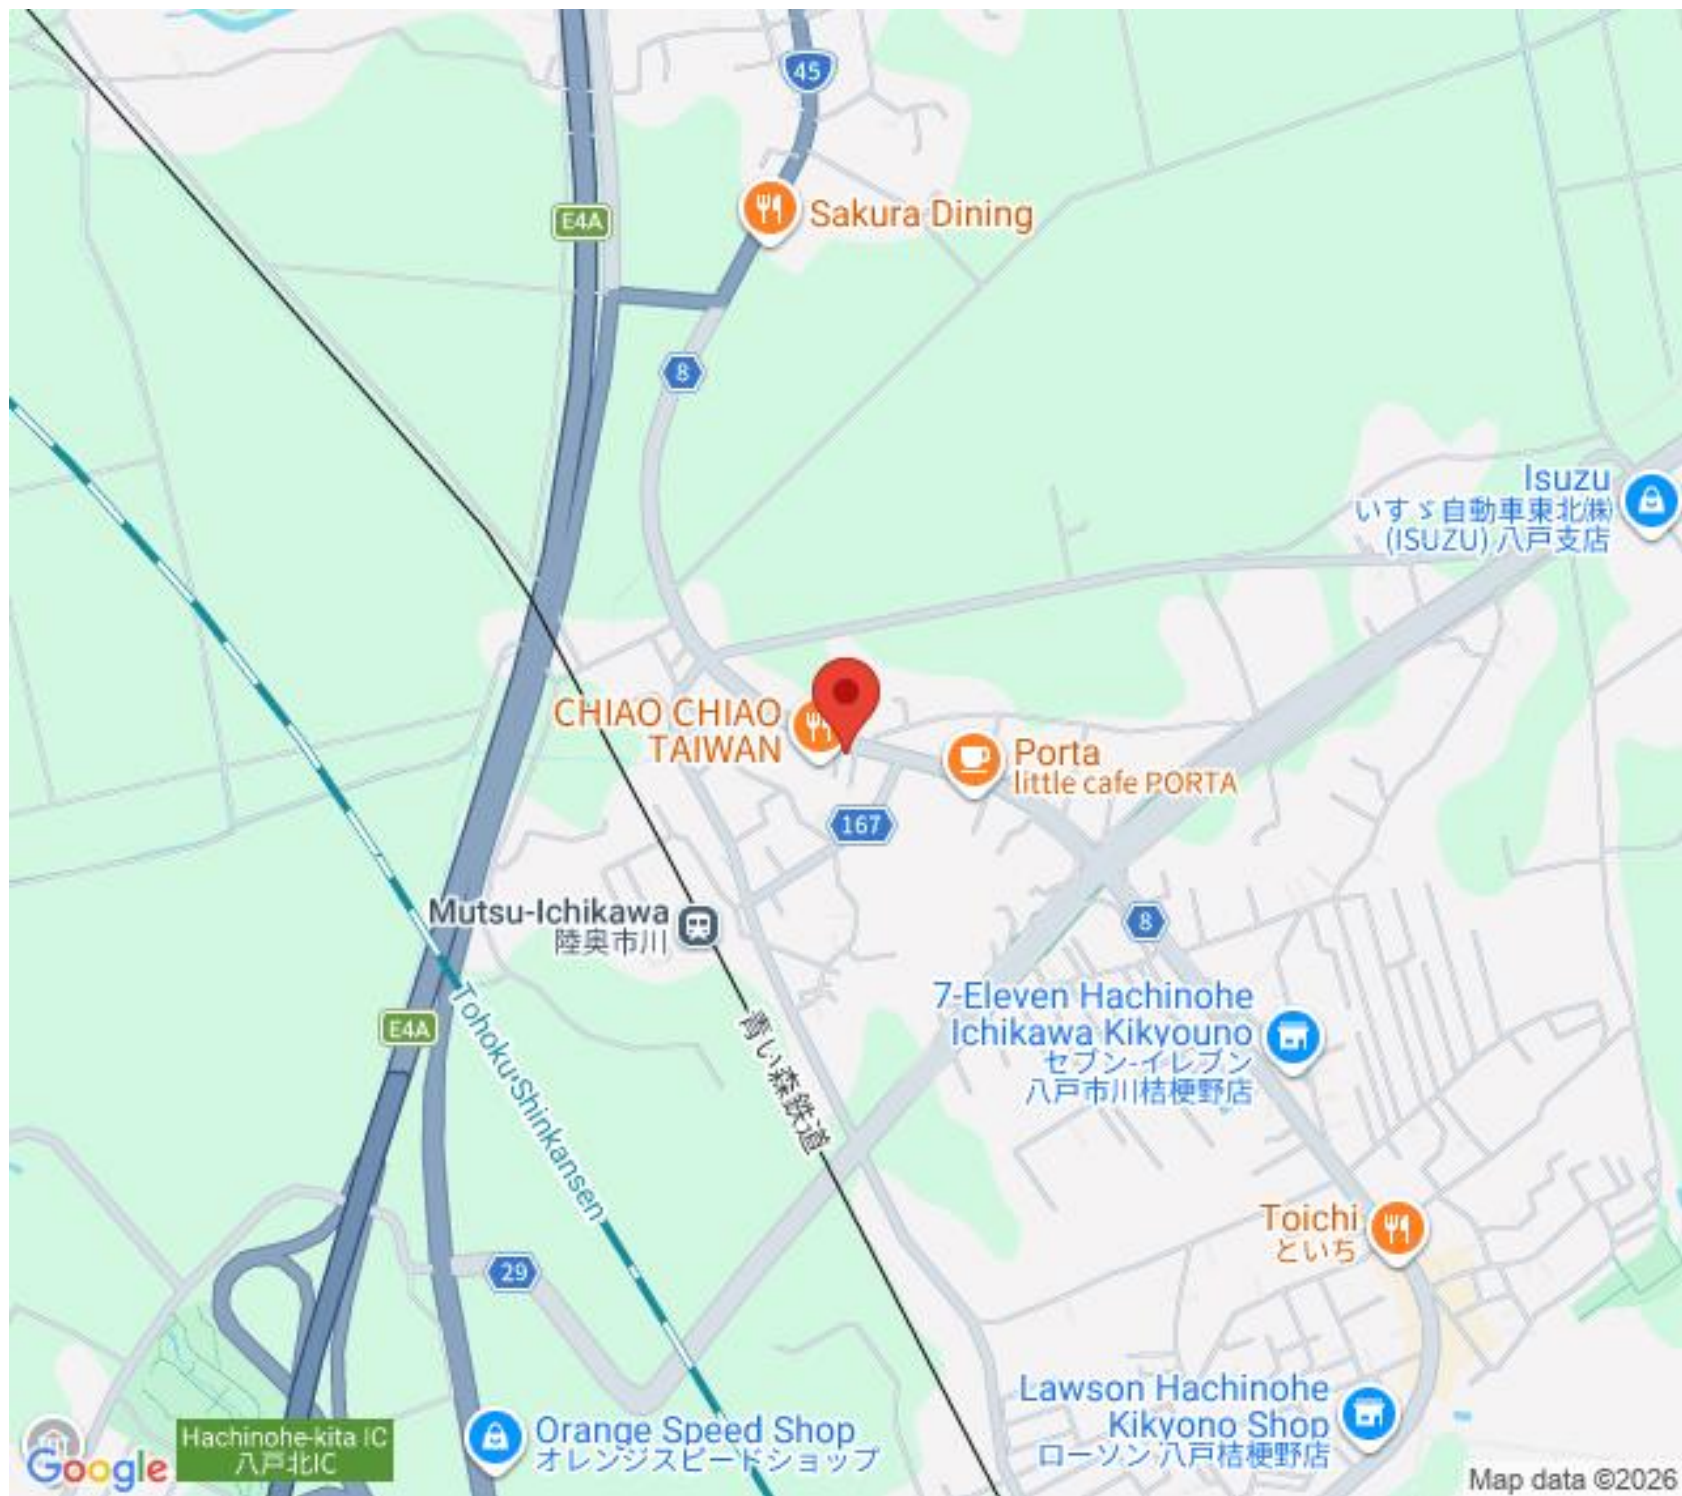 45
E4A
Sakura Dining
8
Isuzu
いすゞ自動車東北㈱
(ISUZU) 八戸支店
CHIAO CHIAO
TAIWAN
Porta
little cafe PORTA
167
Mutsu-Ichikawa
陸奥市川
8
7-Eleven Hachinohe
Ichikawa Kikyouno
セブン-イレブン
八戸市川桔梗野店
E4A
Tohoku Shinkansen
青い森鉄道
Toichi
といち
29
Lawson Hachinohe
Kikyono Shop
ローソン 八戸桔梗野店
Orange Speed Shop
オレンジスピードショップ
Hachinohe-kita IC
八戸北IC
Google
Map data ©2026